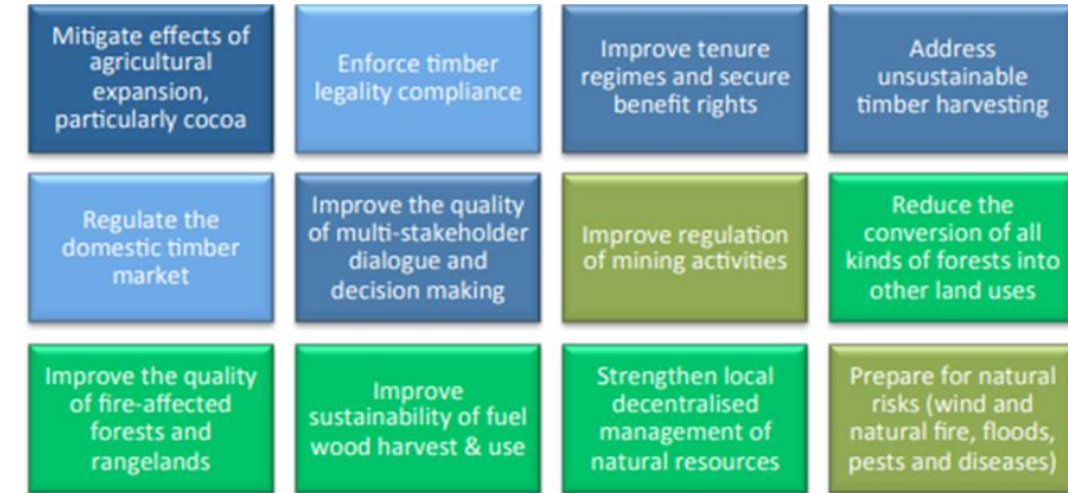 Mitigate effects of
agricultural
expansion,
particularly cocoa
Enforce timber
legality compliance
Improve tenure
regimes and secure
benefit rights
Address
unsustainable
timber harvesting
Regulate the
domestic timber
market
Improve the quality
of multi-stakeholder
dialogue and
decision making
Improve regulation
of mining activities
Reduce the
conversion of all
kinds of forests into
other land uses
Improve the quality
of fire-affected
forests and
rangelands
Improve
sustainability of fuel
wood harvest & use
Strengthen local
decentralised
management of
natural resources
Prepare for natural
risks (wind and
natural fire, floods,
pests and diseases)